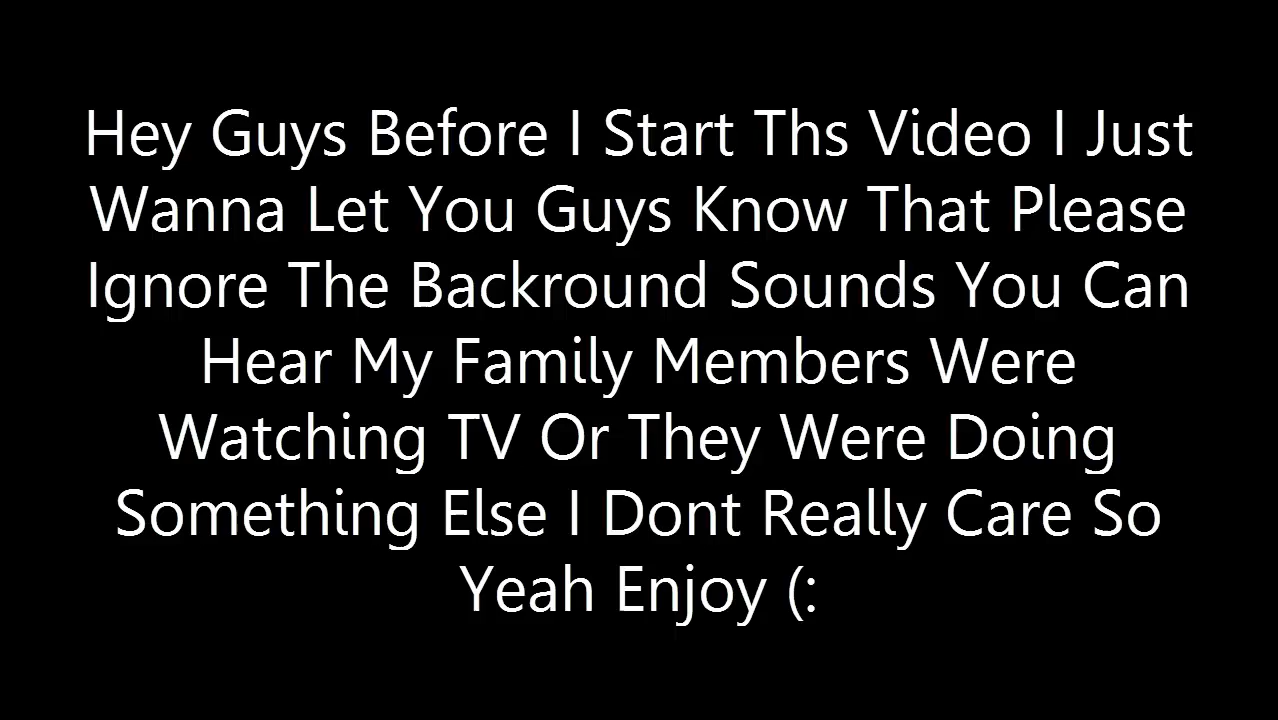 Hey Guys Before I Start Ths Video I Just
Wanna Let You Guys Know That Please
Ignore The Backround Sounds You Can
Hear My Family Members Were
Watching TV Or They Were Doing
Something Else I Dont Really Care So
Yeah Enjoy (: